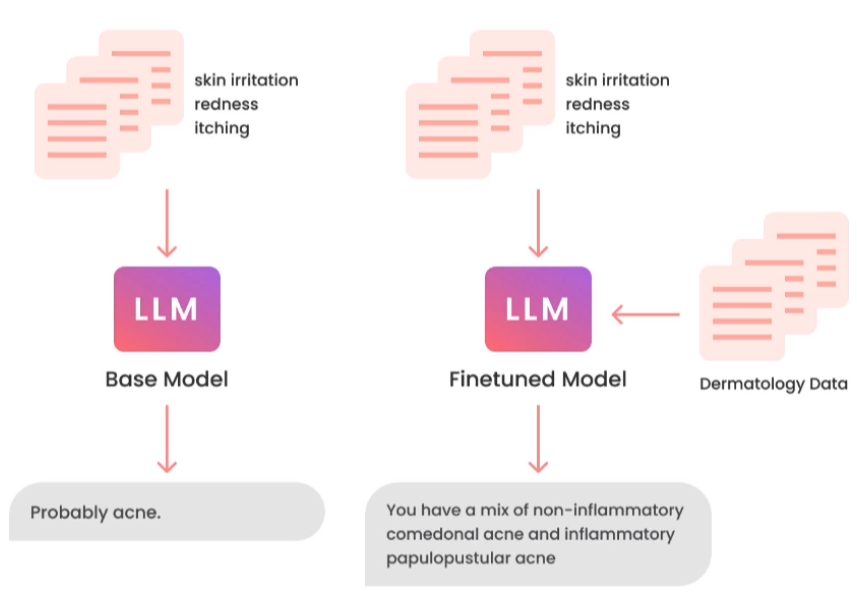 skin irritation
redness
itching
LLM
Base Model
Probably acne.
skin irritation
redness
itching
LLM
Finetuned Model
Dermatology Data
You have a mix of non-inflammatory
comedonal acne and inflammatory
papulopustular acne